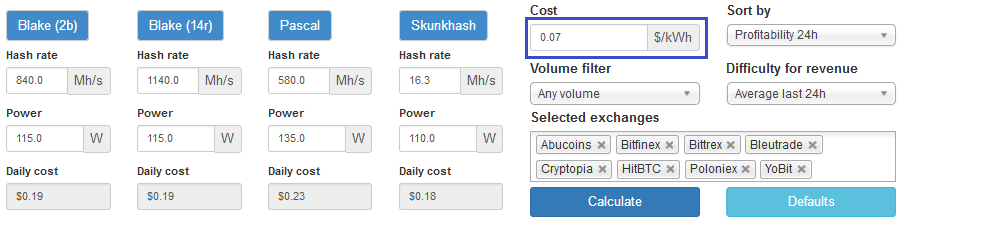 Blake (2b) Blake (14r) Pascal Skunkhash
Hash rate Hash rate Hash rate Hash rate
840.0 Mh/s 1140.0 Mh/s 580.0 Mh/s 16.3 Mh/s
Power Power Power Power
115.0 W 115.0 W 135.0 W 110.0 W
Daily cost Daily cost Daily cost Daily cost
$0.19 $0.19 $0.23 $0.18
Cost Sort by
0.07 $/kWh Profitability 24h
Volume filter Difficulty for revenue
Any volume Average last 24h
Selected exchanges
Abucoins × Bitfinex × Bittrex × Bleutrade ×
Cryptopia × HitBTC × Poloniex × YoBit ×
Calculate Defaults